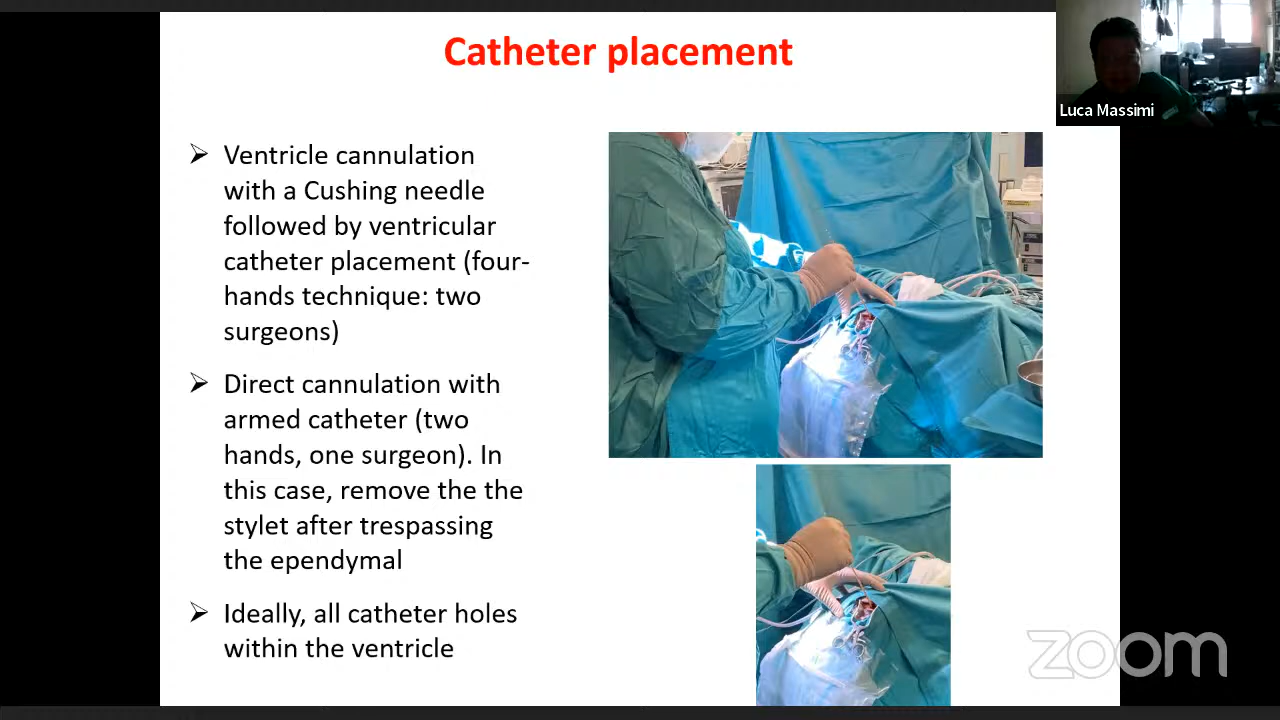 Catheter placement
Luca Massimi
➢ Ventricle cannulation
with a Cushing needle
followed by ventricular
catheter placement (four-
hands technique: two
surgeons)
➢ Direct cannulation with
armed catheter (two
hands, one surgeon). In
this case, remove the the
stylet after trespassing
the ependymal
➢ Ideally, all catheter holes
within the ventricle
zoom